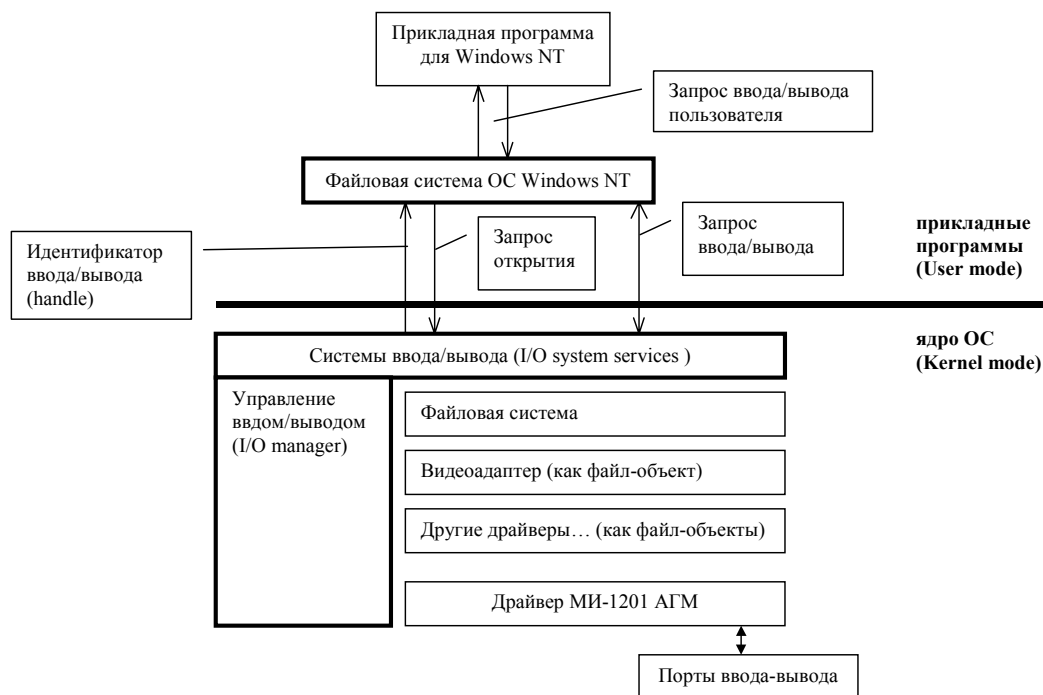 Прикладная программа
для Windows NT
Запрос ввода/вывода
пользователя
Файловая система ОС Windows NT
Идентификатор
ввода/вывода
(handle)
Запрос
открытия
Запрос
ввода/вывода
прикладные
программы
(User mode)
ядро ОС
(Kernel mode)
Системы ввода/вывода (I/O system services )
Управление
ввдом/выводом
(I/O manager)
Файловая система
Видеоадаптер (как файл-объект)
Другие драйверы… (как файл-объекты)
Драйвер МИ-1201 АГМ
Порты ввода-вывода